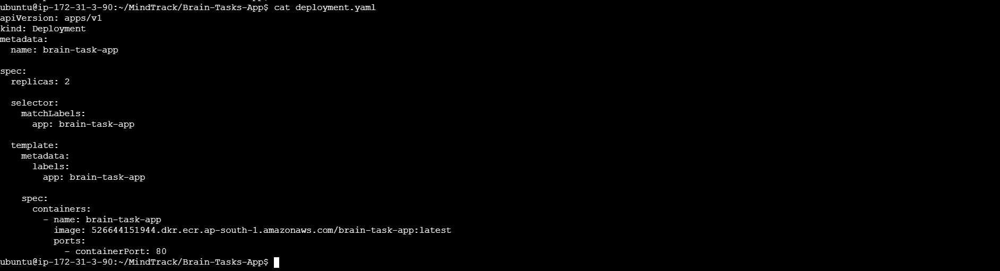 ubuntu@ip-172-31-3-90:~/MindTrack/Brain-Tasks-App$ cat deployment.yaml
apiVersion: apps/v1
kind: Deployment
metadata:
  name: brain-task-app

spec:
  replicas: 2

  selector:
    matchLabels:
      app: brain-task-app

  template:
    metadata:
      labels:
        app: brain-task-app

    spec:
      containers:
        - name: brain-task-app
          image: 526644151944.dkr.ecr.ap-south-1.amazonaws.com/brain-task-app:latest
          ports:
            - containerPort: 80
ubuntu@ip-172-31-3-90:~/MindTrack/Brain-Tasks-App$